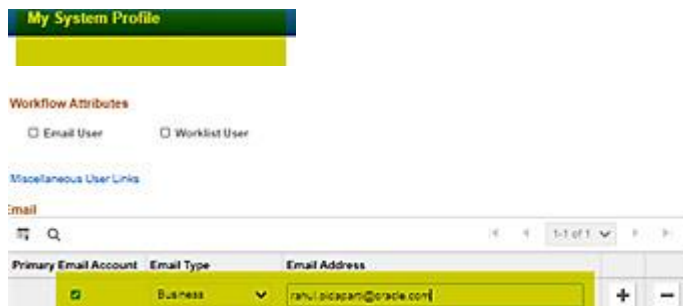 My System Profile
Workflow Attributes
Email User Worklist User
Miscellaneous User Links
Email
1-1 of 1
Primary Email Account Email Type Email Address
Business rahul.pidaparti@oracle.com